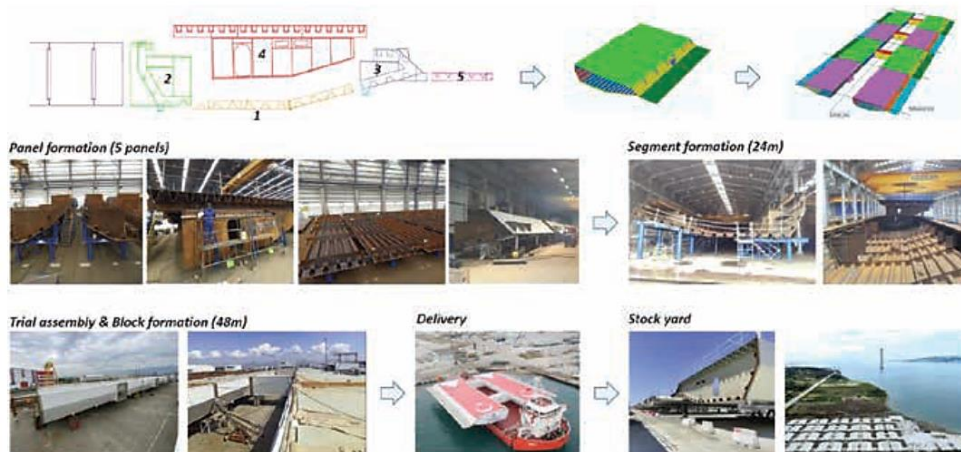 4
2
3
5
1
Panel formation (5 panels)
Segment formation (24m)
Trial assembly & Block formation (48m)
Delivery
Stock yard